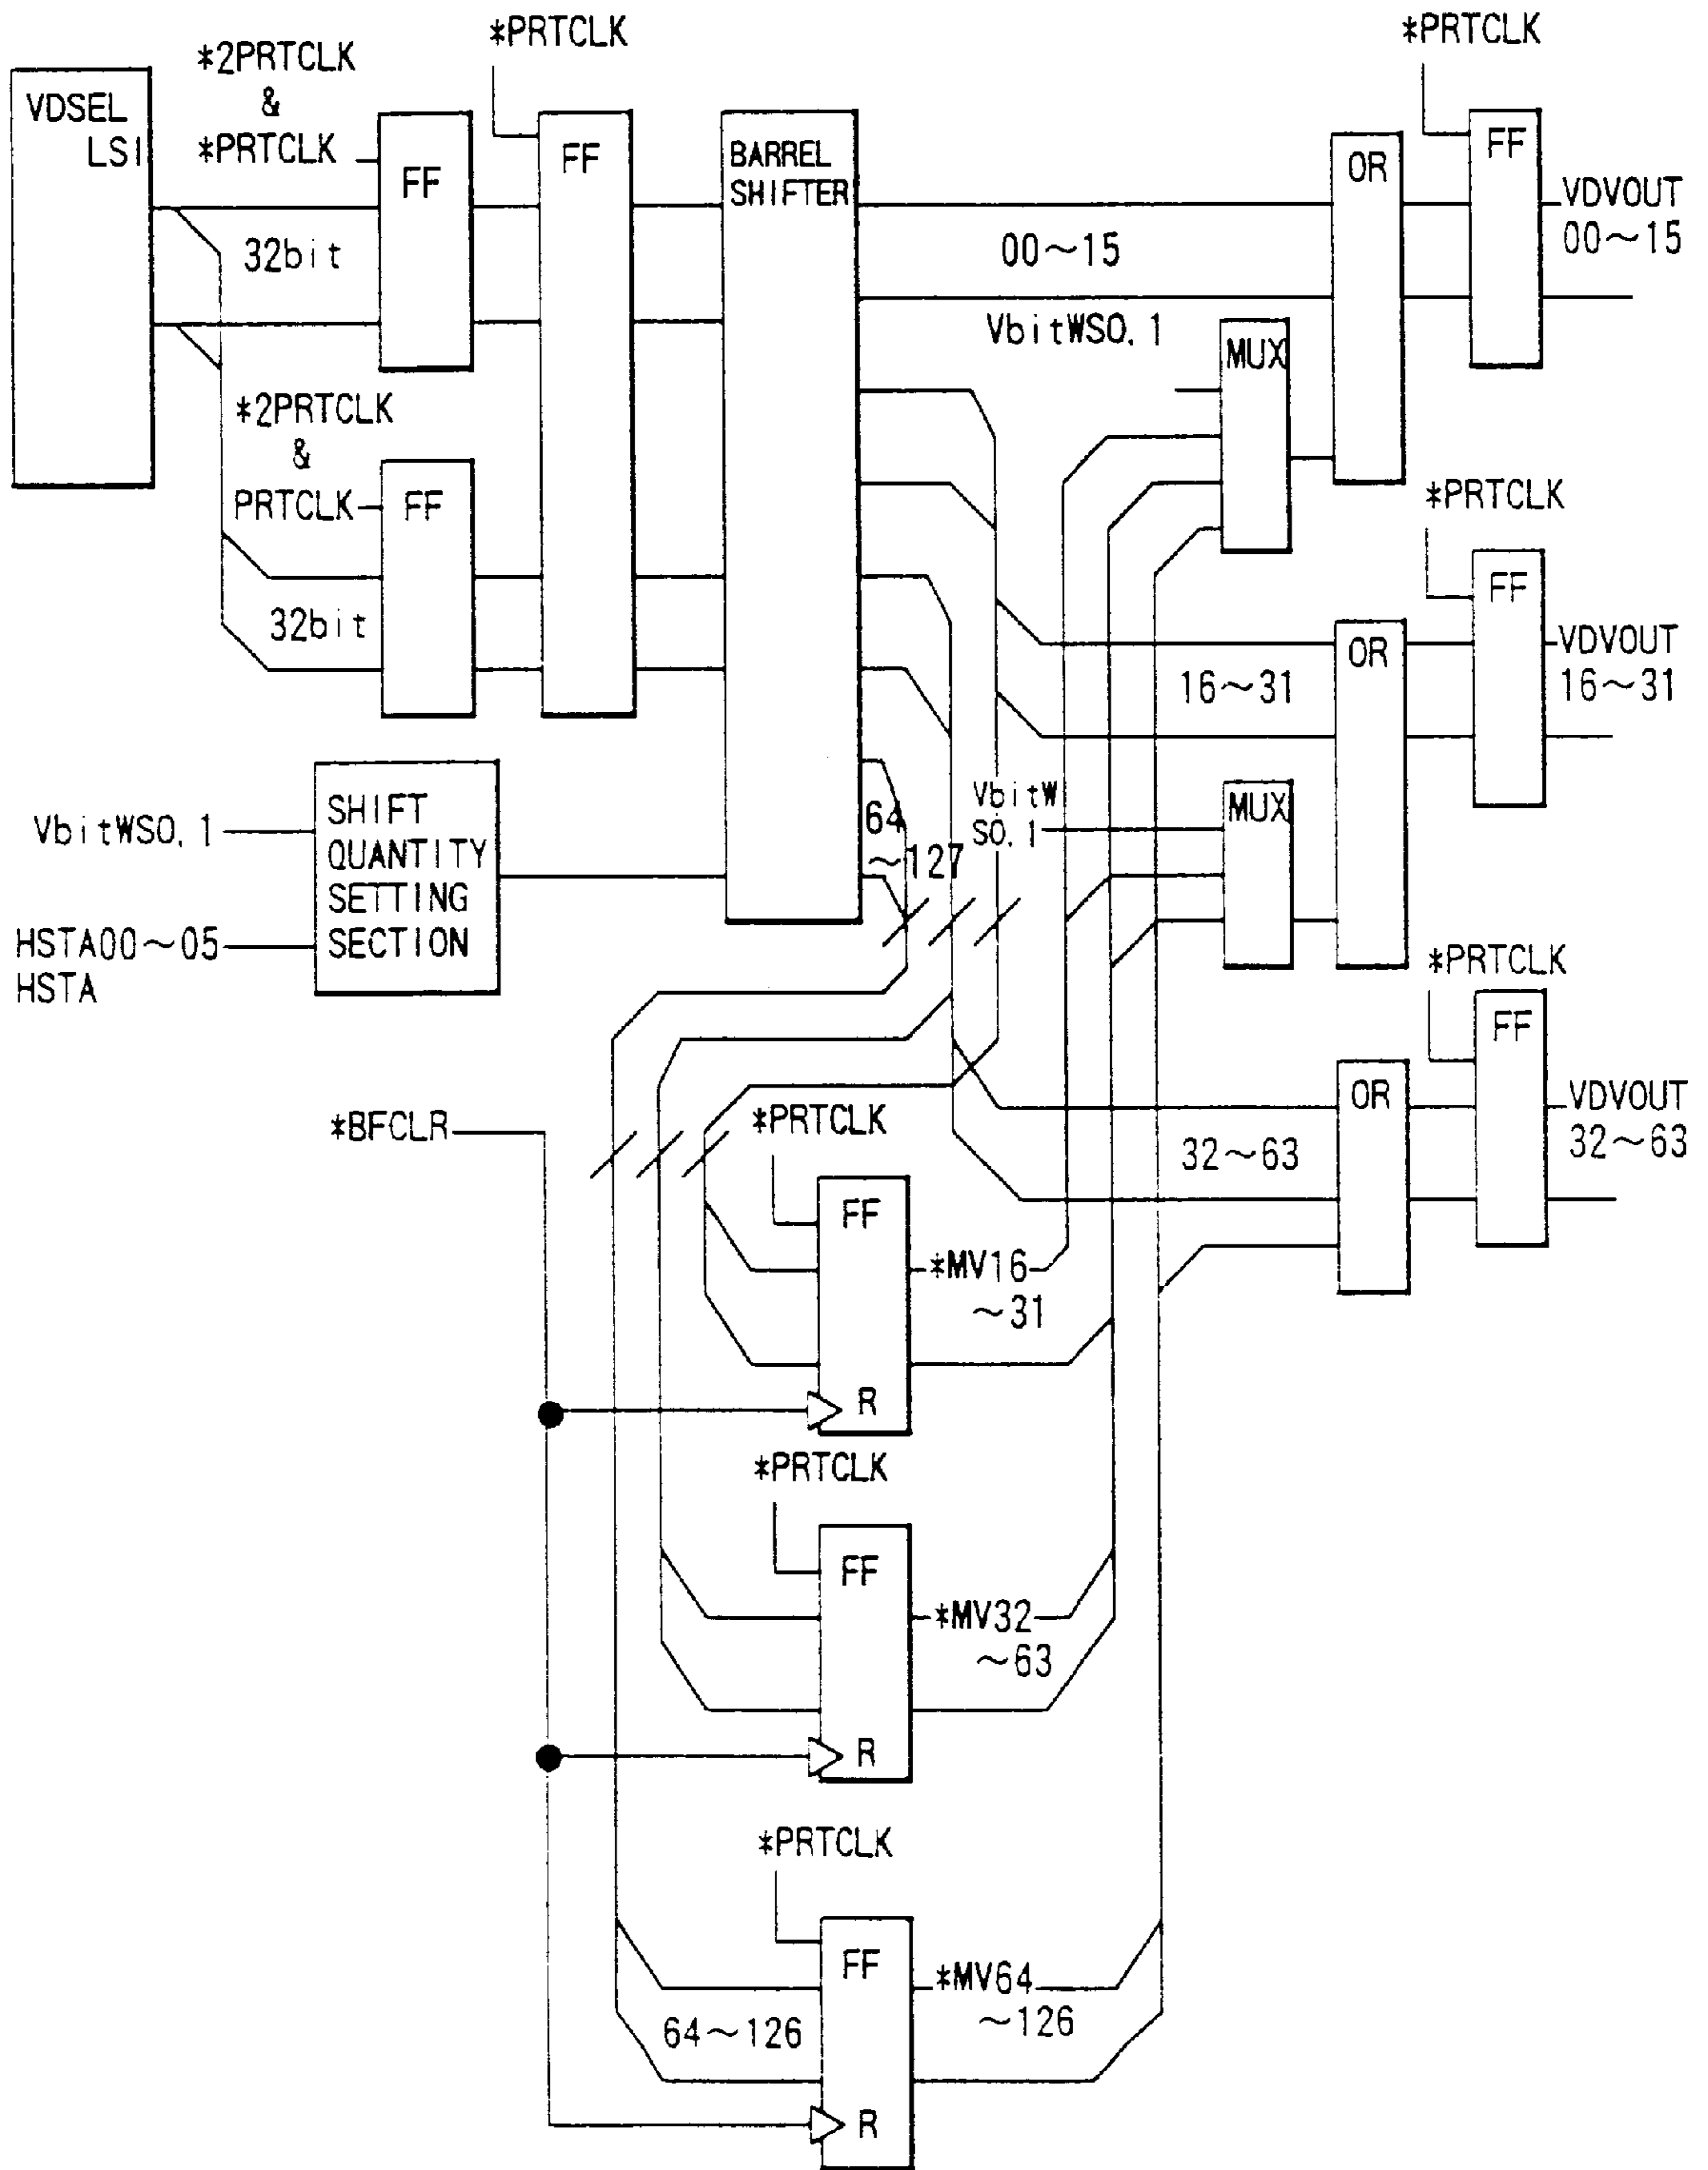 *PRTCLK
*PRTCLK
*2PRTCLK
&
*PRTCLK
VDSEL
LSI
FF
FF
BARREL
SHIFTER
OR
FF
VDVOUT
00~15
32bit
00~15
VbitWS0.1
MUX
*2PRTCLK
&
PRTCLK
FF
*PRTCLK
FF
32bit
OR
VDVOUT
16~31
16~31
VbitWS0.1
SHIFT
QUANTITY
SETTING
SECTION
HSTA00~05
HSTA
64
~127
VbitW
S0.1
MUX
*PRTCLK
FF
*BFCLR
*PRTCLK
OR
VDVOUT
32~63
32~63
FF
*MV16
~31
R
*PRTCLK
FF
*MV32
~63
R
*PRTCLK
FF
*MV64
~126
64~126
R